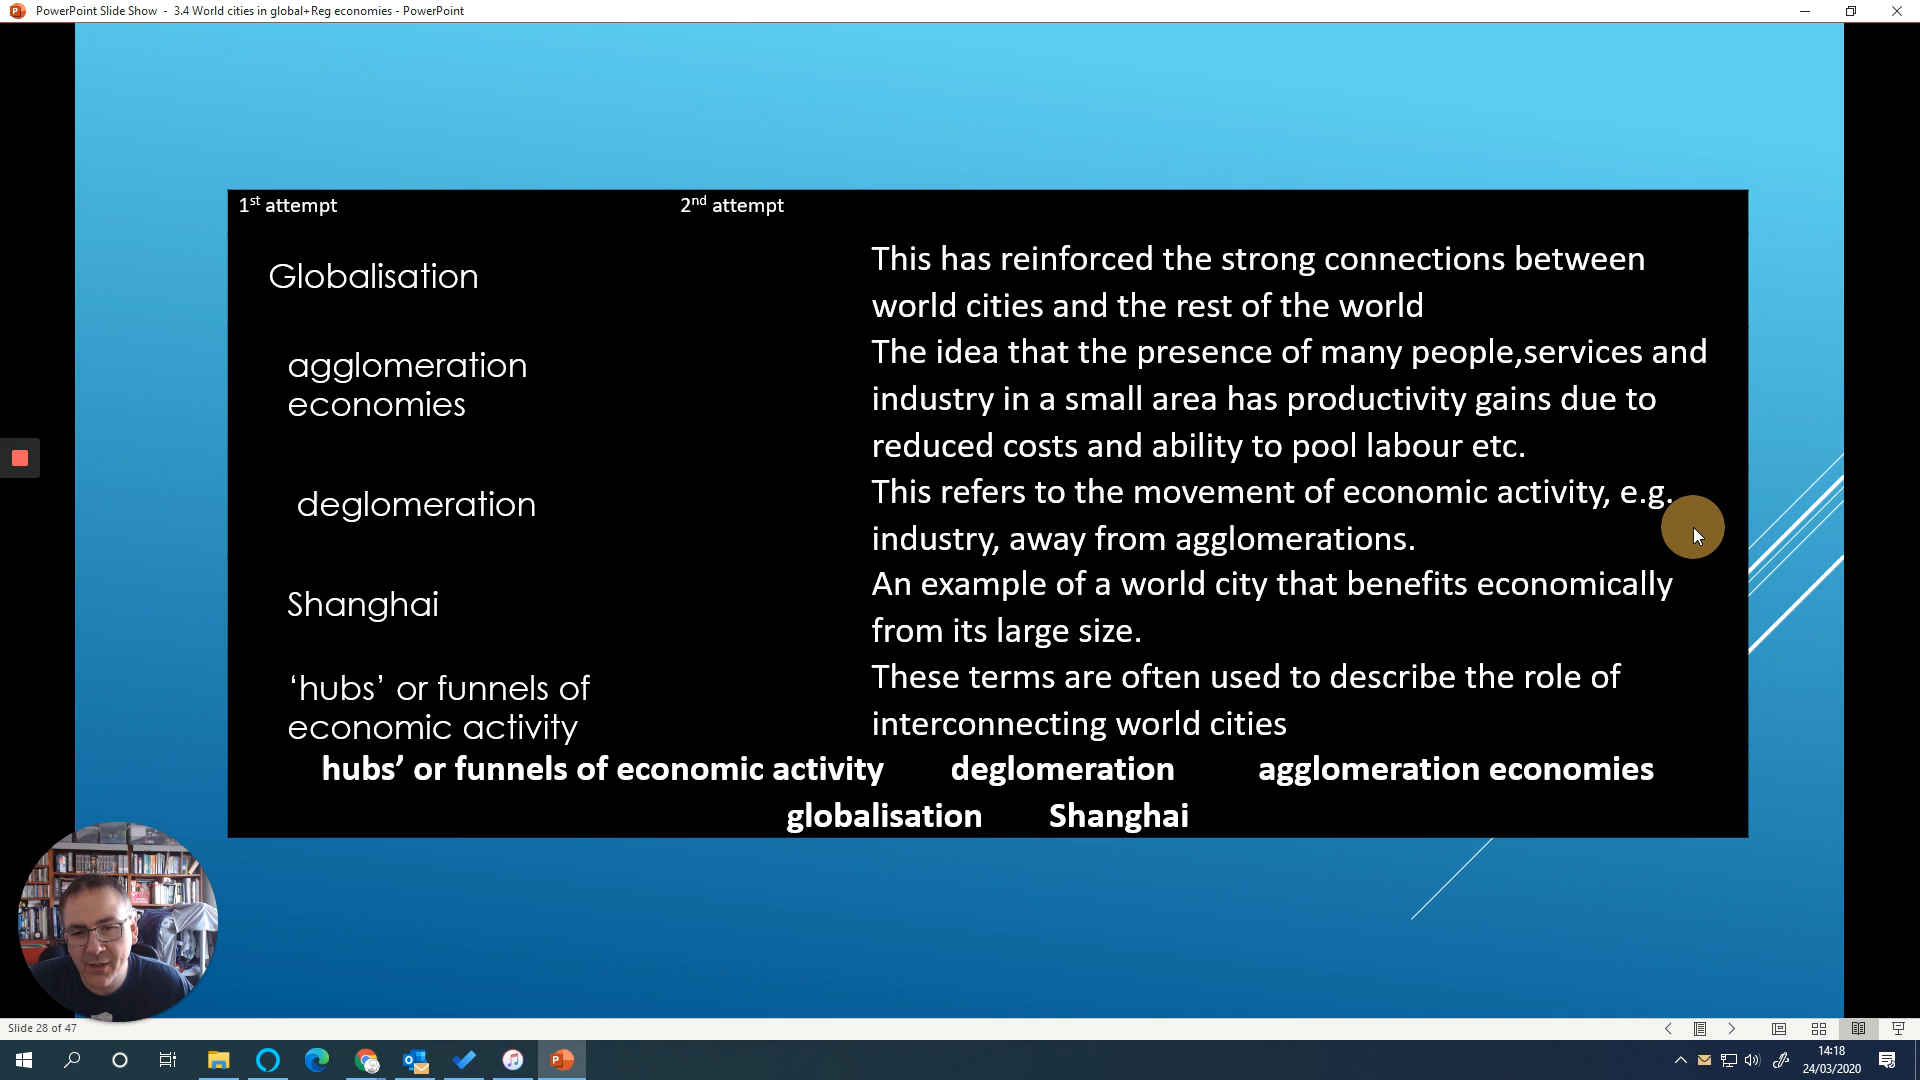 PowerPoint Slide Show - 3.4 World cities in global+Reg economies - PowerPoint
1st attempt
2nd attempt
Globalisation
This has reinforced the strong connections between
world cities and the rest of the world
agglomeration
economies
The idea that the presence of many people,services and
industry in a small area has productivity gains due to
reduced costs and ability to pool labour etc.
deglomeration
This refers to the movement of economic activity, e.g.
industry, away from agglomerations.
Shanghai
An example of a world city that benefits economically
from its large size.
‘hubs’ or funnels of
economic activity
These terms are often used to describe the role of
interconnecting world cities
hubs’ or funnels of economic activity deglomeration agglomeration economies
globalisation Shanghai
Slide 28 of 47
14:18
24/03/2020